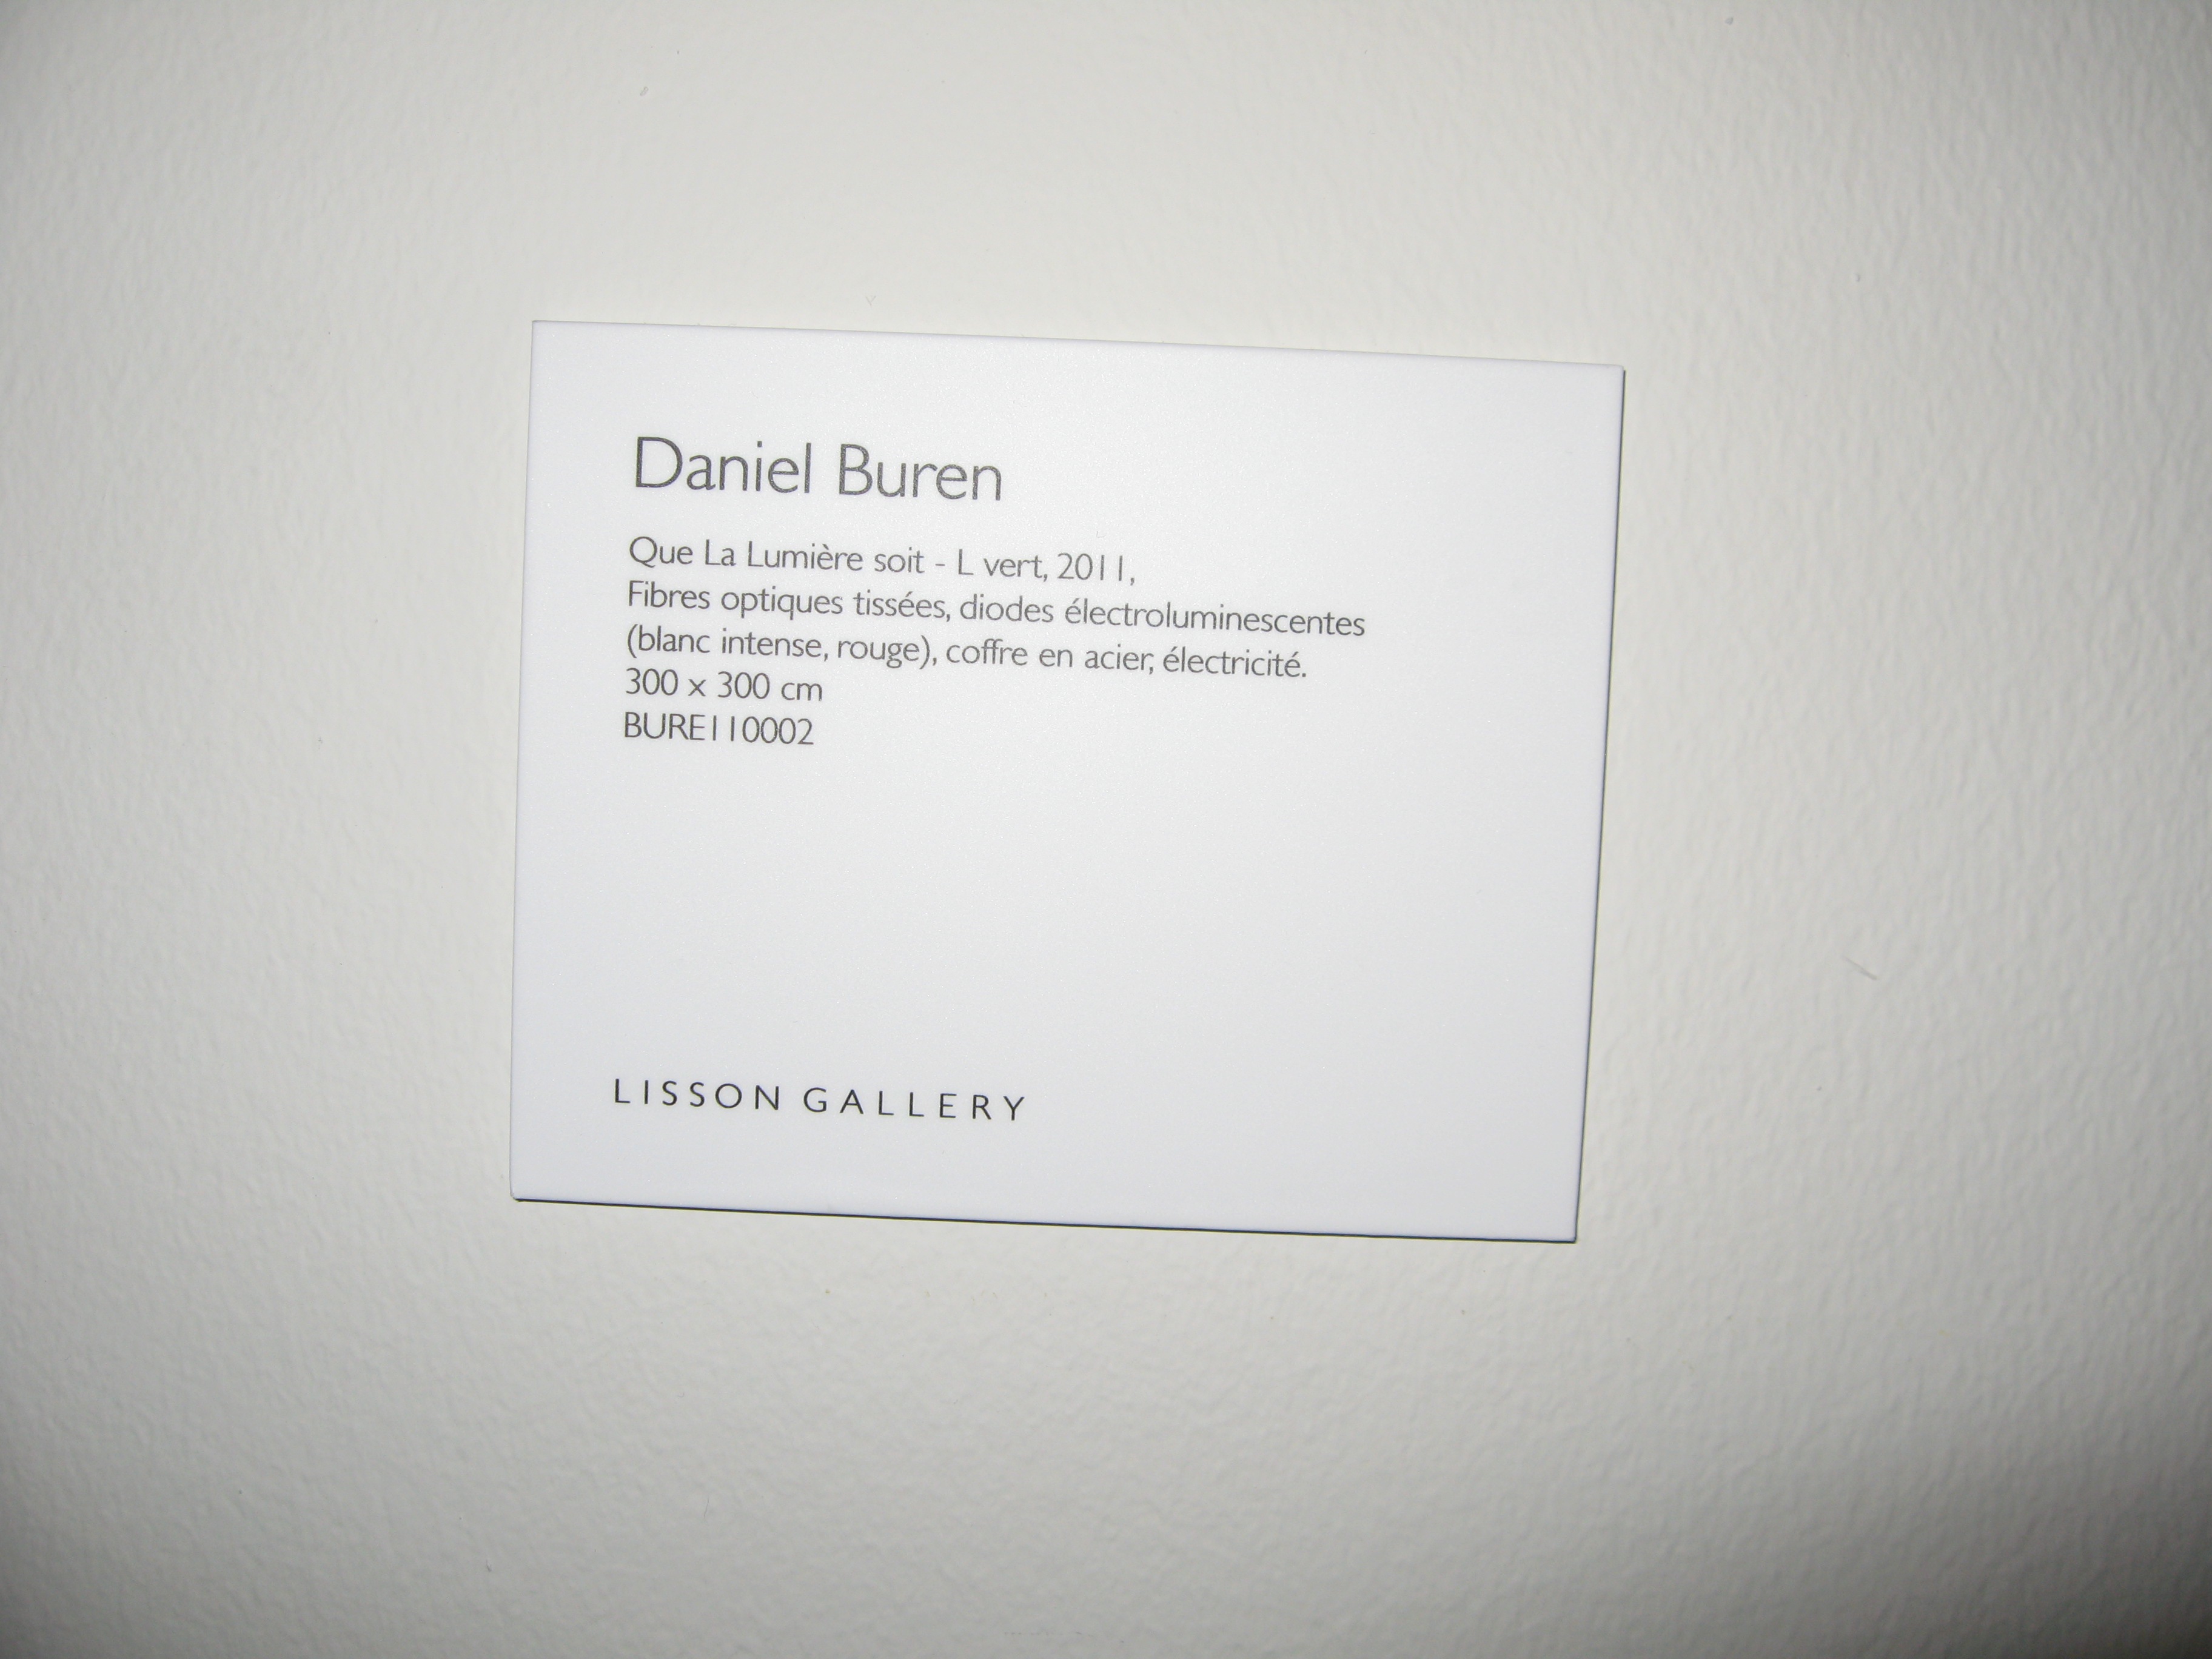 Daniel Buren
Que La Lumière soit - L vert, 2011,
Fibres optiques tissées, diodes électroluminescentes
(blanc intense, rouge), coffre en acier, électricité.
300 x 300 cm
BURE110002
LISSON GALLERY